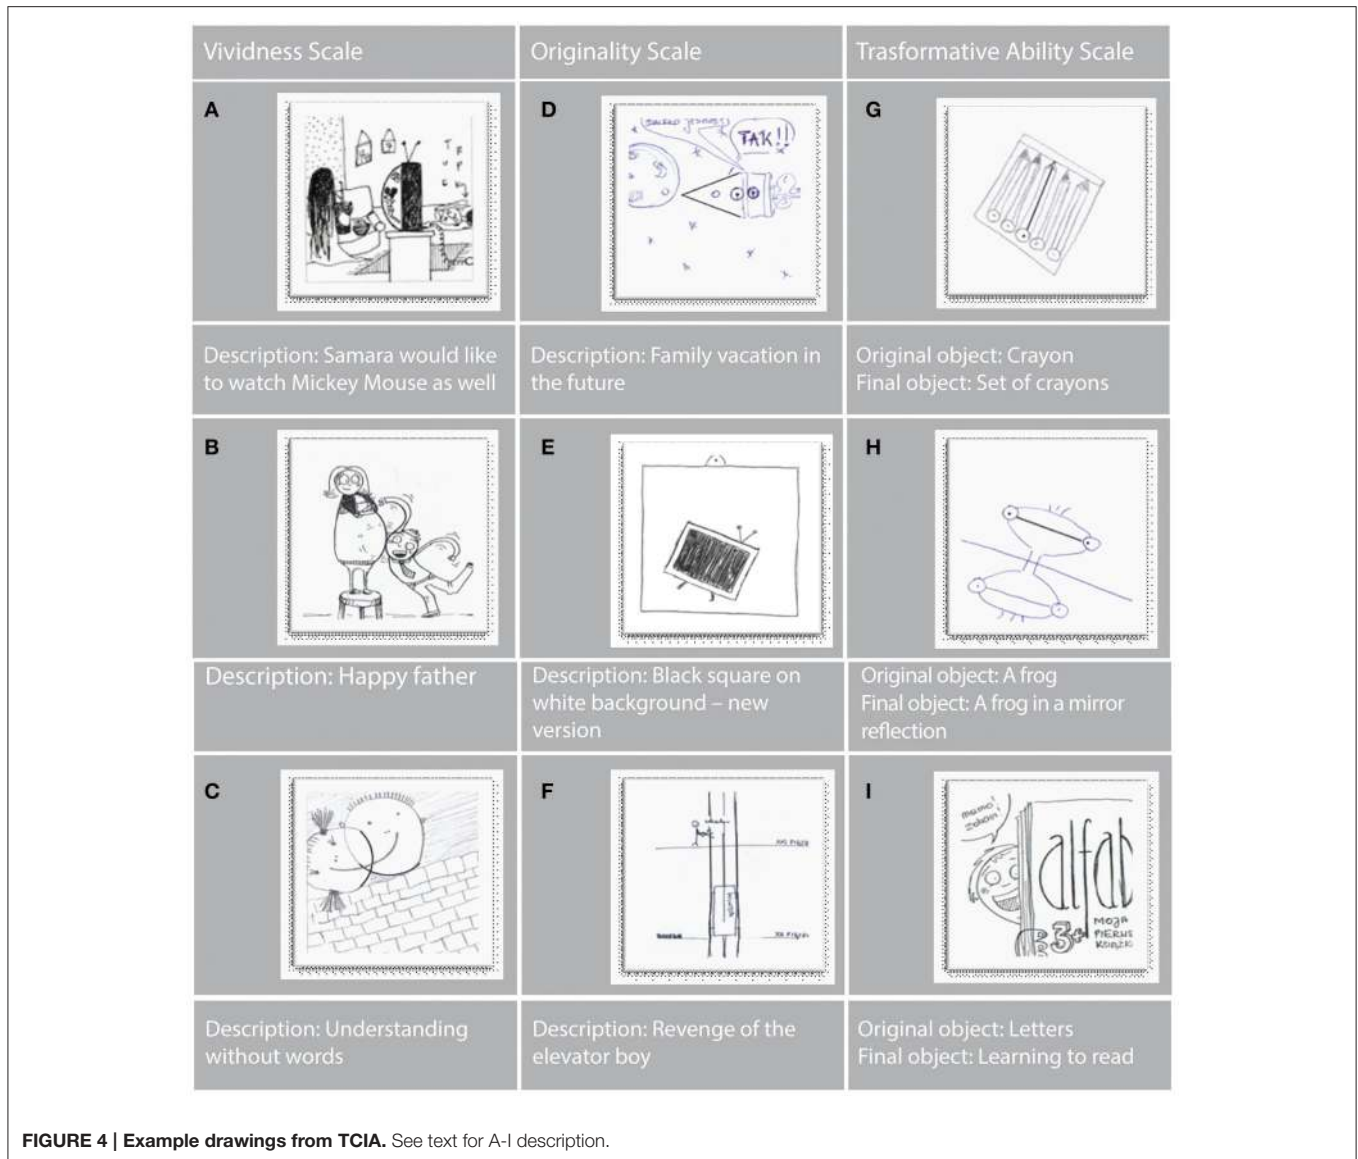 Vividness Scale
Originality Scale
Trasformative Ability Scale
A
D
TAK!!
G
Description: Samara would like
to watch Mickey Mouse as well
Description: Family vacation in
the future
Original object: Crayon
Final object: Set of crayons
B
E
H
Description: Happy father
Description: Black square on
white background – new
version
Original object: A frog
Final object: A frog in a mirror
reflection
C
F
I
mamo!
alfab
3+
MOJA
PIERWS
KSIĄŻK
Description: Understanding
without words
Description: Revenge of the
elevator boy
Original object: Letters
Final object: Learning to read
FIGURE 4 | Example drawings from TCIA. See text for A-I description.